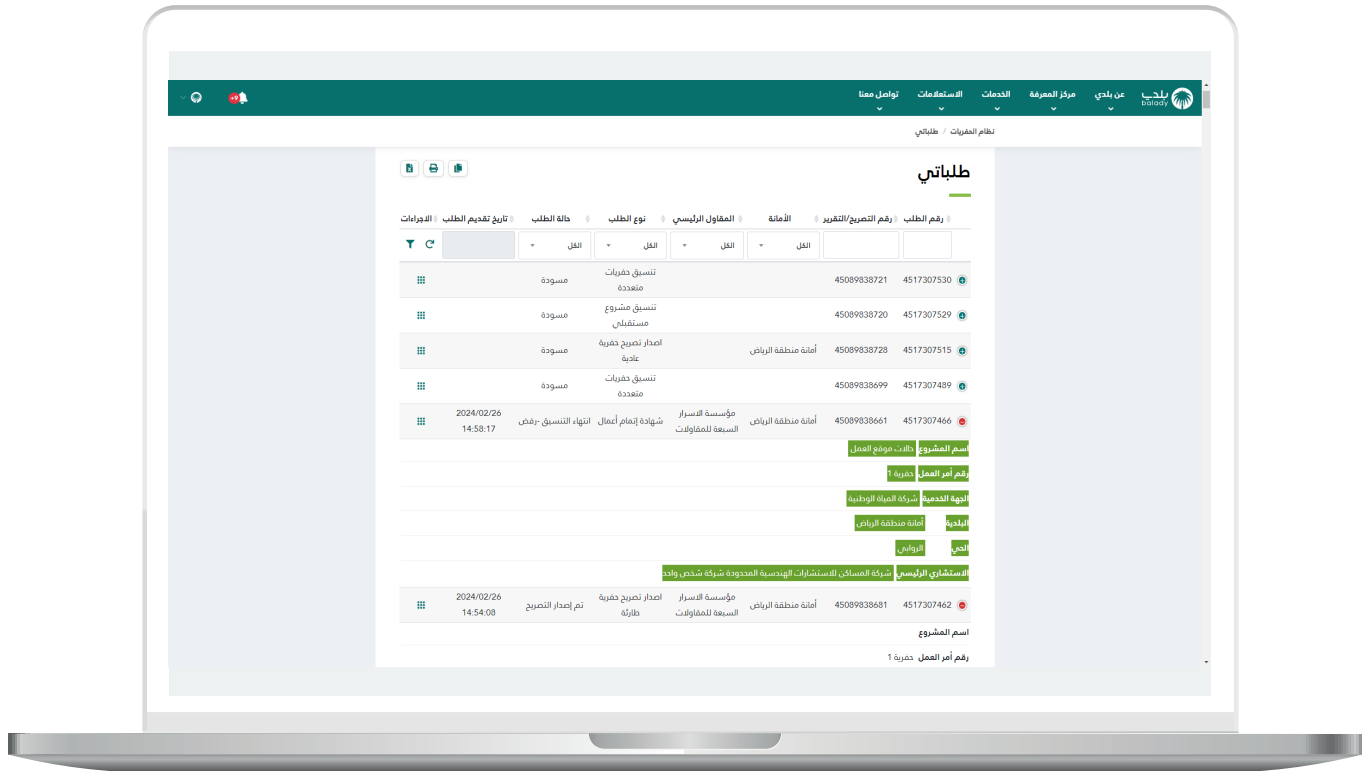 بلدي
balady
عن بلدي
مركز المعرفة
الخدمات
الاستعلامات
تواصل معنا
+9
نظام الحفريات / طلباتي
طلباتي
رقم الطلب رقم التصريح/التقرير الأمانة المقاول الرئيسي نوع الطلب حالة الطلب تاريخ تقديم الطلب الاجراءات
الكل الكل الكل الكل
4517307530 45089838721 تنسيق حفريات متعددة مسودة
4517307529 45089838720 تنسيق مشروع مستقبلي مسودة
4517307515 45089838728 أمانة منطقة الرياض اصدار تصريح حفرية عادية مسودة
4517307489 45089838699 تنسيق حفريات متعددة مسودة
4517307466 45089838661 أمانة منطقة الرياض مؤسسة الاسرار السبعة للمقاولات شهادة إتمام أعمال انتهاء التنسيق -رفض 2024/02/26 14:58:17
اسم المشروع حالات موقع العمل
رقم أمر العمل حفرية 1
الجهة الخدمية شركة المياة الوطنية
البلدية أمانة منطقة الرياض
الحي الروابي
الاستشاري الرئيسي شركة المساكن للاستشارات الهندسية المحدودة شركة شخص واحد
4517307462 45089838681 أمانة منطقة الرياض مؤسسة الاسرار السبعة للمقاولات اصدار تصريح حفرية طارئة تم إصدار التصريح 2024/02/26 14:54:08
اسم المشروع
رقم أمر العمل حفرية 1